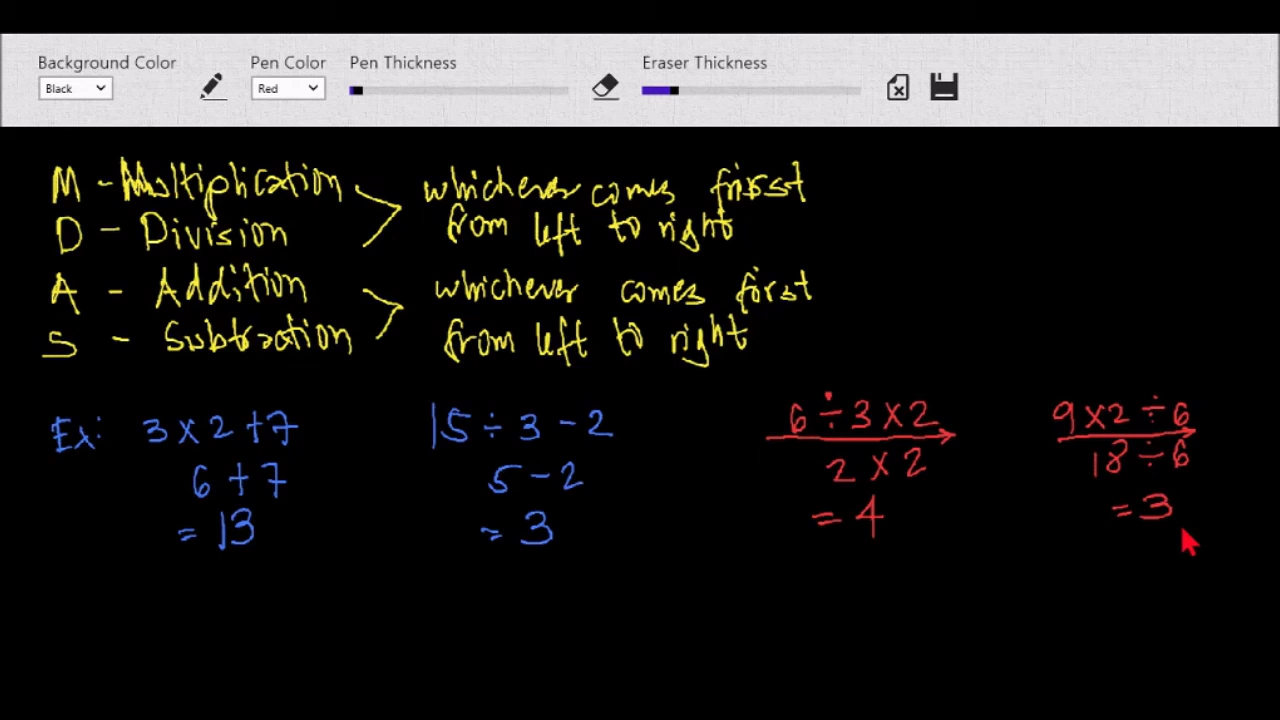 Background Color Pen Color Pen Thickness Eraser Thickness
Black Red
M - Multiplication whichever comes frirst
D - Division from left to right
A - Addition whichever comes first
S - Subtraction from left to right
Ex: 3 × 2 + 7
6 + 7
= 13
15 ÷ 3 - 2
5 - 2
= 3
6 ÷ 3 × 2
2 × 2
= 4
9 × 2 ÷ 6
18 ÷ 6
= 3